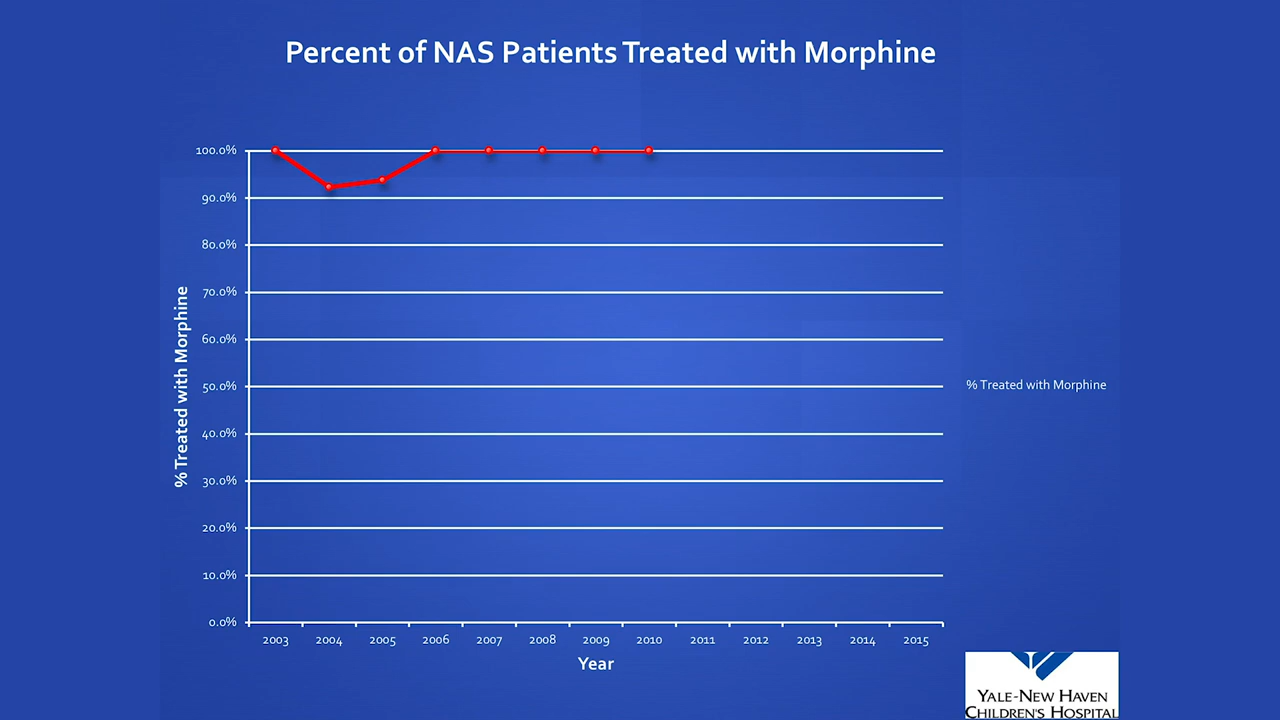 Percent of NAS Patients Treated with Morphine
% Treated with Morphine
100.0%
90.0%
80.0%
70.0%
60.0%
50.0%
40.0%
30.0%
20.0%
10.0%
0.0%
2003 2004 2005 2006 2007 2008 2009 2010 2011 2012 2013 2014 2015
Year
% Treated with Morphine
YALE-NEW HAVEN
CHILDREN'S HOSPITAL